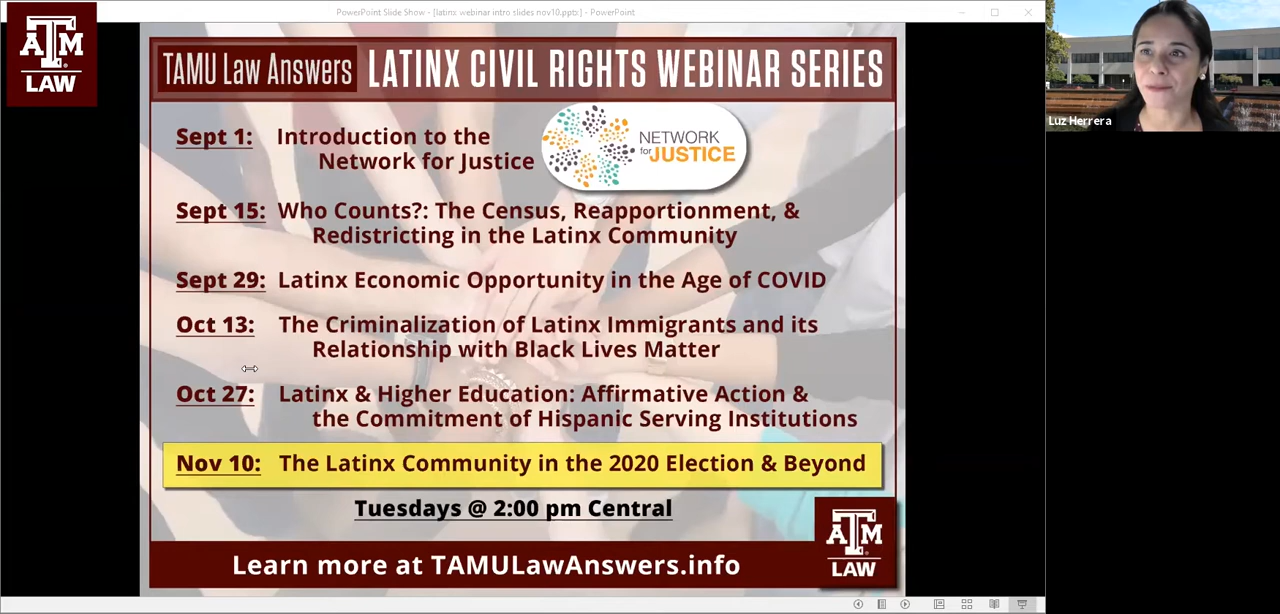 PowerPoint Slide Show - [latinx webinar intro slides nov10.pptx] - PowerPoint
ATM
LAW
TAMU Law Answers LATINX CIVIL RIGHTS WEBINAR SERIES
Luz Herrera
Sept 1: Introduction to the
Network for Justice
NETWORK
for JUSTICE
Sept 15: Who Counts?: The Census, Reapportionment, &
Redistricting in the Latinx Community
Sept 29: Latinx Economic Opportunity in the Age of COVID
Oct 13: The Criminalization of Latinx Immigrants and its
Relationship with Black Lives Matter
Oct 27: Latinx & Higher Education: Affirmative Action &
the Commitment of Hispanic Serving Institutions
Nov 10: The Latinx Community in the 2020 Election & Beyond
Tuesdays @ 2:00 pm Central
ATM
LAW
Learn more at TAMULawAnswers.info